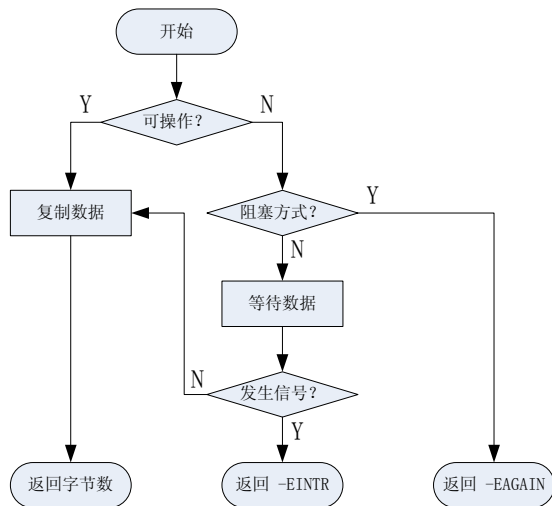 开始
Y
N
可操作?
复制数据
阻塞方式?
Y
N
等待数据
N
发生信号?
Y
返回字节数
返回 -EINTR
返回 -EAGAIN